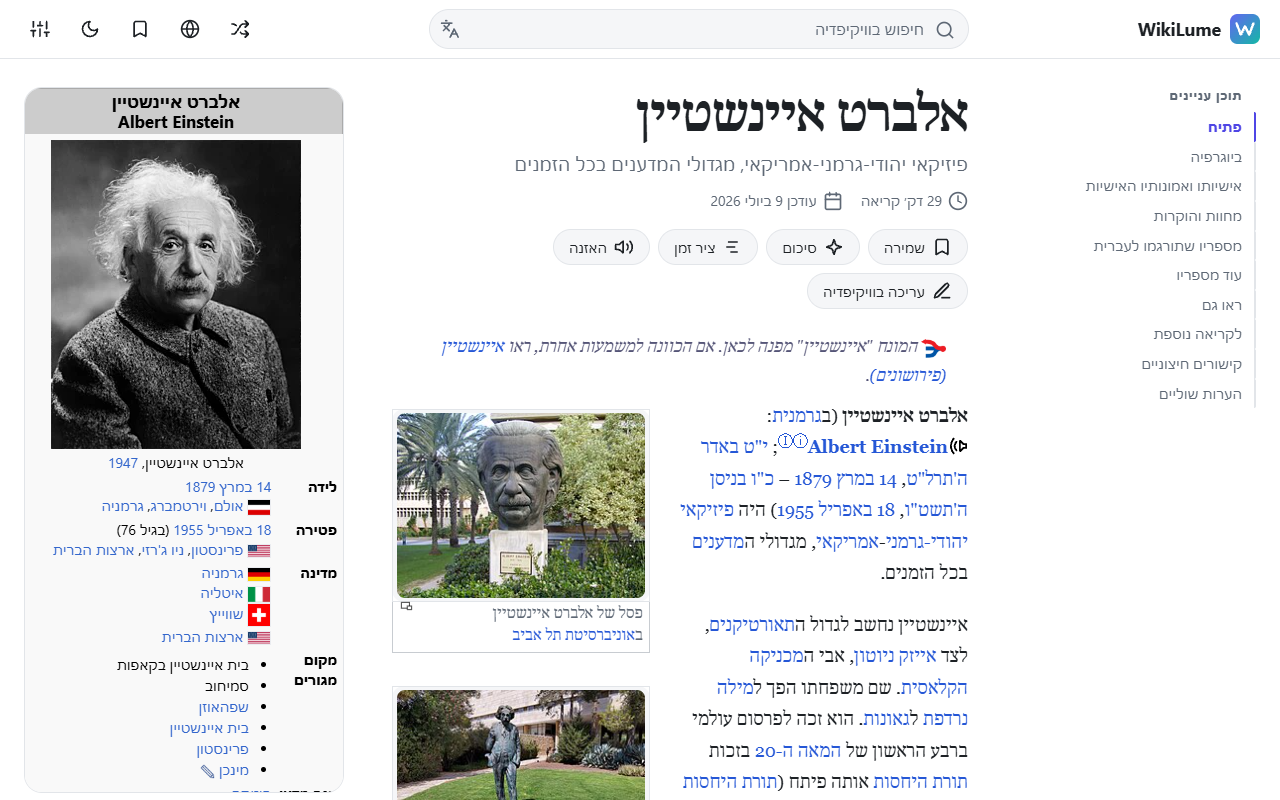 WikiLume
חיפוש בוויקיפדיה
תוכן עניינים
פתיח
ביוגרפיה
אישיותו ואמונותיו האישיות
מחוות והוקרות
מספריו שתורגמו לעברית
עוד מספריו
ראו גם
לקריאה נוספת
קישורים חיצוניים
הערות שוליים
אלברט איינשטיין
פיזיקאי יהודי-גרמני-אמריקאי, מגדולי המדענים בכל הזמנים
29 דק׳ קריאה
עודכן 9 ביולי 2026
שמירה
סיכום
ציר זמן
האזנה
עריכה בוויקיפדיה
המונח "איינשטיין" מפנה לכאן. אם הכוונה למשמעות אחרת, ראו איינשטיין
(פירושונים).
אלברט איינשטיין (בגרמנית:
Albert Einstein; י"ט באדר
ה'תרל"ט, 14 במרץ 1879 – כ"ו בניסן
ה'תשט"ו, 18 באפריל 1955) היה פיזיקאי
יהודי-גרמני-אמריקאי, מגדולי המדענים
בכל הזמנים.
פסל של אלברט איינשטיין
באוניברסיטת תל אביב
איינשטיין נחשב לגדול התאורטיקנים,
לצד אייזק ניוטון, אבי המכניקה
הקלאסית. שם משפחתו הפך למילה
נרדפת לגאונות. הוא זכה לפרסום עולמי
ברבע הראשון של המאה ה-20 בזכות
תורת היחסות אותה פיתח (תורת היחסות
אלברט איינשטיין
Albert Einstein
אלברט איינשטיין, 1947
לידה
14 במרץ 1879
אולם, וירטמברג, גרמניה
פטירה
18 באפריל 1955 (בגיל 76)
פרינסטון, ניו ג'רזי, ארצות הברית
מדינה
גרמניה
איטליה
שווייץ
ארצות הברית
מקום
מגורים
בית איינשטיין בקאפות
סמיחוב
שפהאוזן
בית איינשטיין
פרינסטון
מינכן